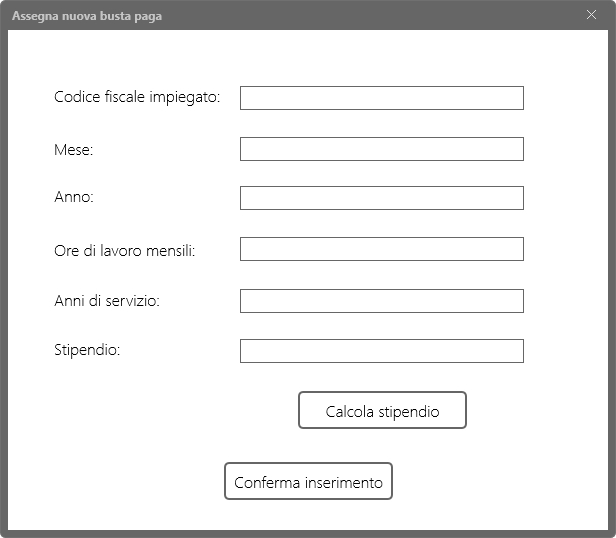 Assegna nuova busta paga
Codice fiscale impiegato:
Mese:
Anno:
Ore di lavoro mensili:
Anni di servizio:
Stipendio:
Calcola stipendio
Conferma inserimento